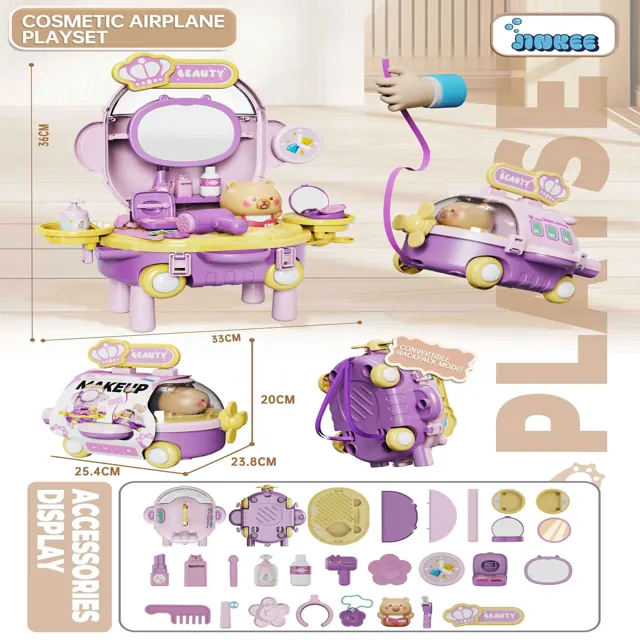 COSMETIC AIRPLANE
PLAYSET
JINKEE
BEAUTY
36CM
BEAUTY
33CM
PLAYSET
BEAUTY
MAKEUP
CONVERTIBLE
BACKPACK MODEL
20CM
25.4CM
23.8CM
ACCESSORIES
DISPLAY
BEAUTY